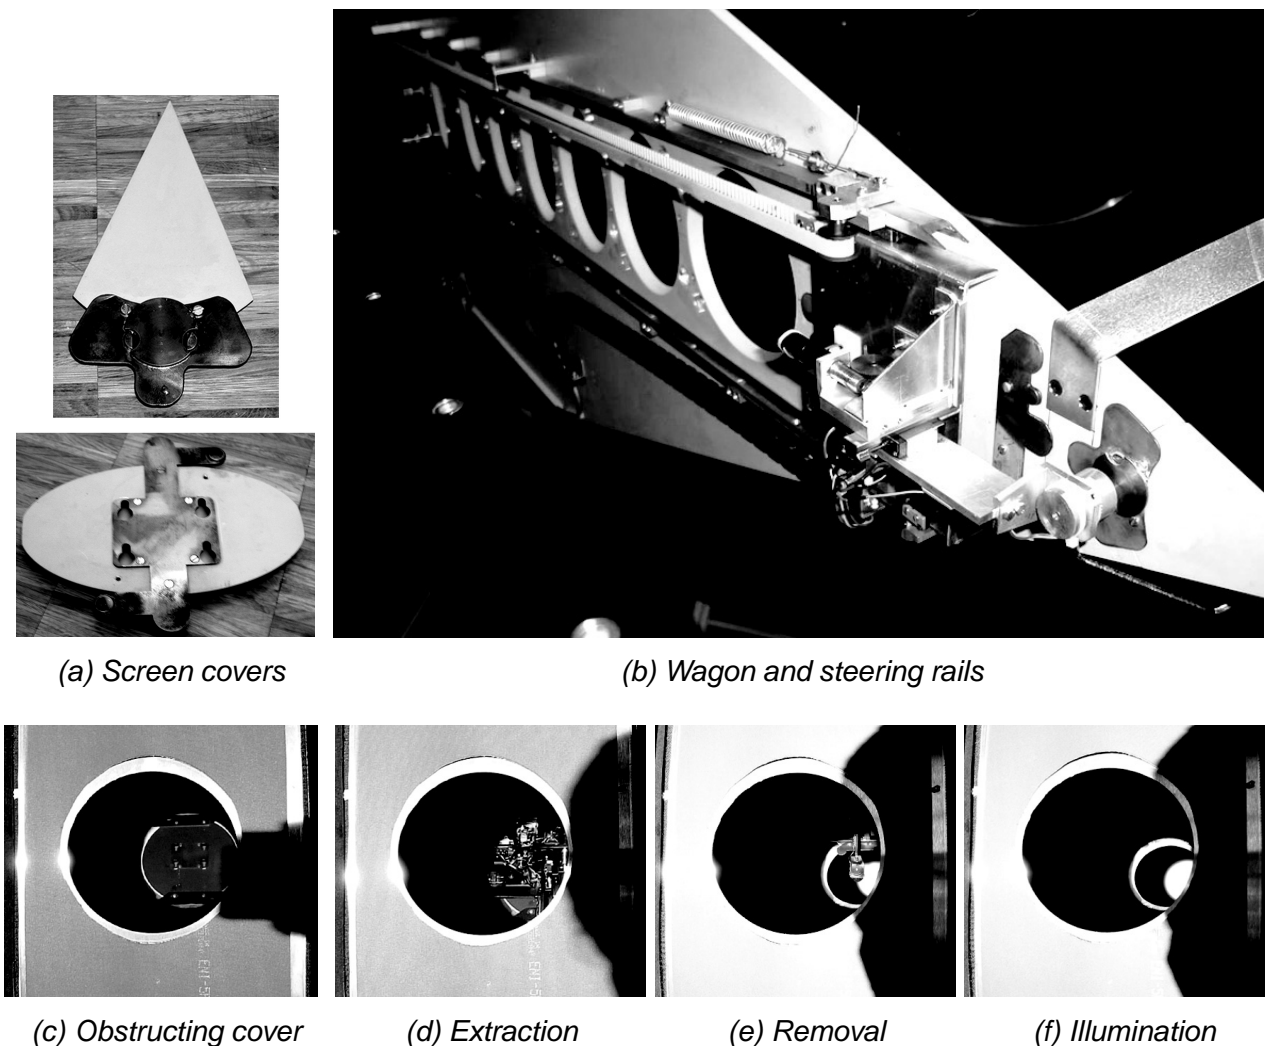 (a) Screen covers
(b) Wagon and steering rails
(c) Obstructing cover
(d) Extraction
(e) Removal
(f) Illumination